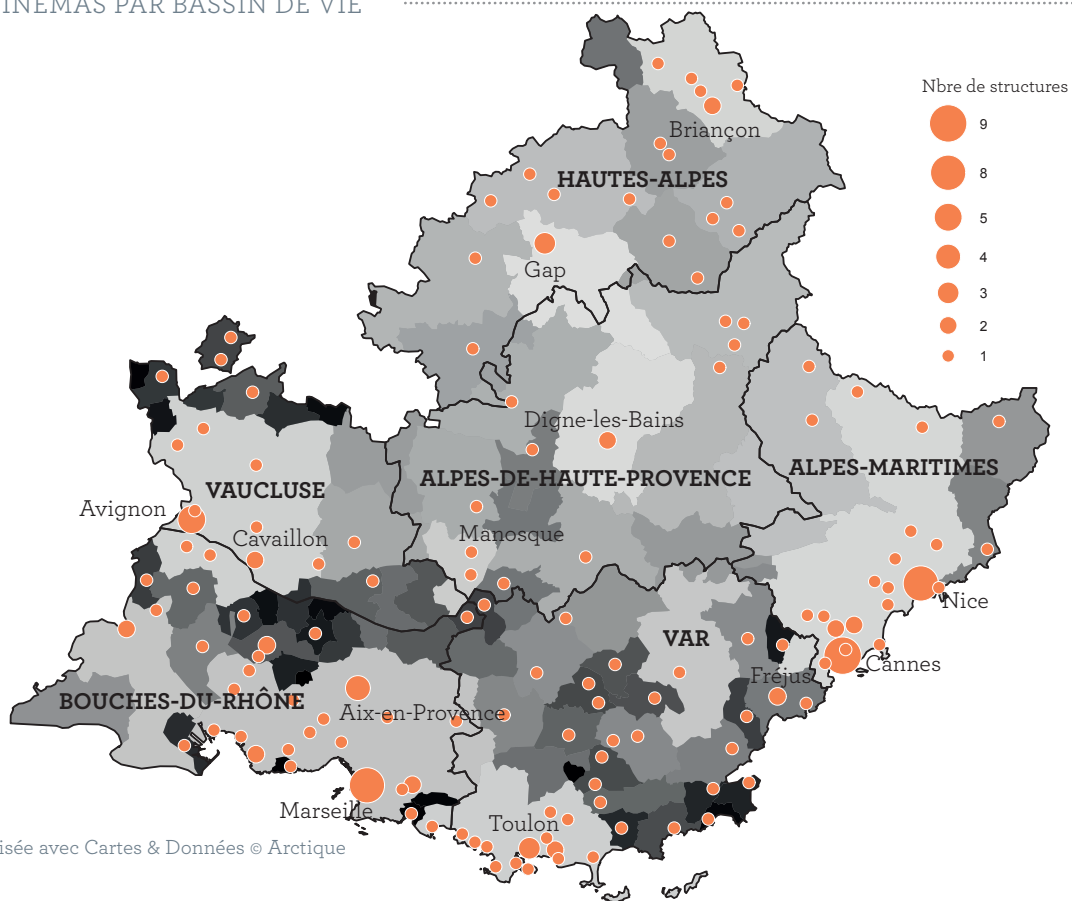 INÉMAS PAR BASSIN DE VIE
Nbre de structures
9
8
5
4
3
2
1
Briançon
HAUTES-ALPES
Gap
Digne-les-Bains
ALPES-DE-HAUTE-PROVENCE
ALPES-MARITIMES
VAUCLUSE
Avignon
Cavaillon
Manosque
Nice
VAR
Cannes
Fréjus
BOUCHES-DU-RHÔNE
Aix-en-Provence
Marseille
Toulon
isée avec Cartes & Données © Arctique